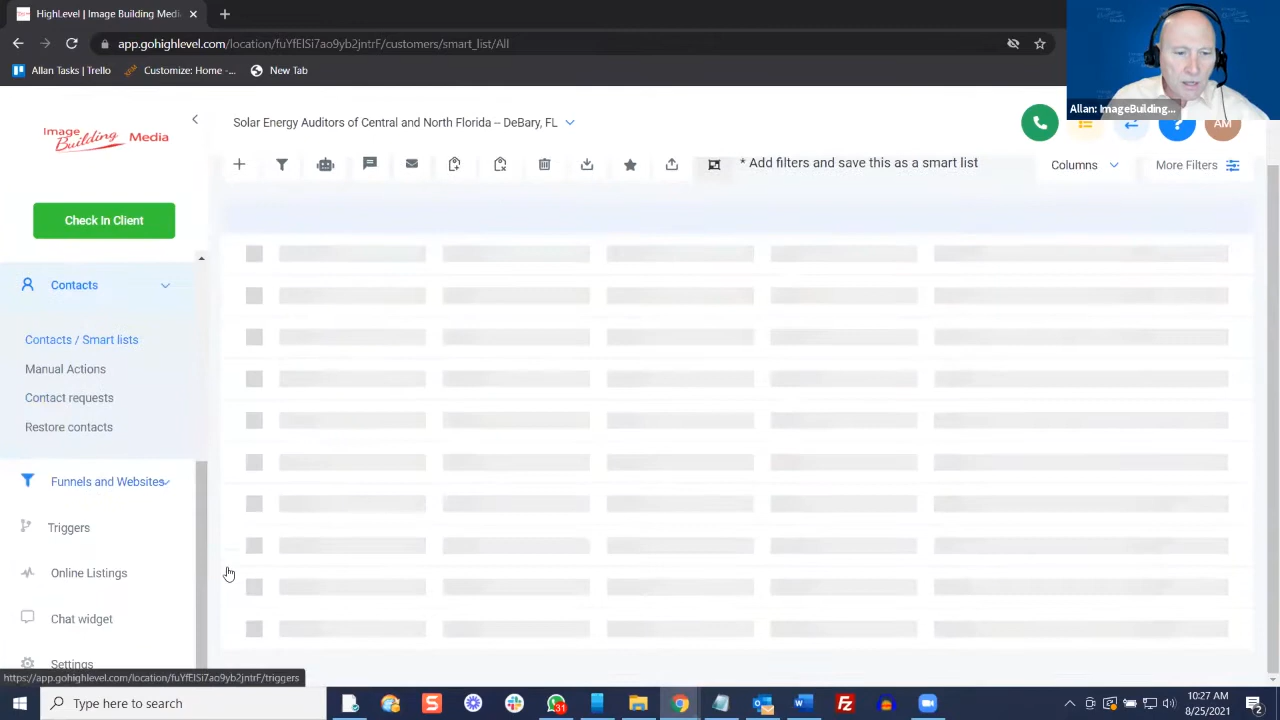 HighLevel | Image Building Medi
app.gohighlevel.com/location/fuYfElSi7ao9yb2jntrF/customers/smart_list/All
Allan Tasks | Trello
Customize: Home -...
New Tab
Allan: ImageBuilding...
Image Building Media
Solar Energy Auditors of Central and North Florida – DeBary, FL
AM
* Add filters and save this as a smart list
Columns
More Filters
Check In Client
Contacts
Contacts / Smart lists
Manual Actions
Contact requests
Restore contacts
Funnels and Websites
Triggers
Online Listings
Chat widget
Settings
https://app.gohighlevel.com/location/fuYfElSi7ao9yb2jntrF/triggers
Type here to search
31
10:27 AM
8/25/2021
2